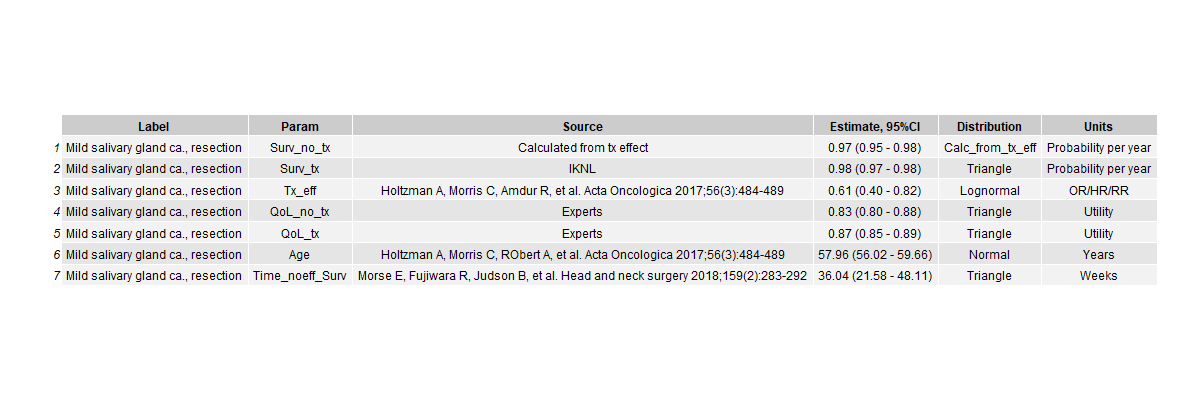 Label Param Source Estimate, 95%CI Distribution Units
1 Mild salivary gland ca., resection Surv_no_tx Calculated from tx effect 0.97 (0.95 - 0.98) Calc_from_tx_eff Probability per year
2 Mild salivary gland ca., resection Surv_tx IKNL 0.98 (0.97 - 0.98) Triangle Probability per year
3 Mild salivary gland ca., resection Tx_eff Holtzman A, Morris C, Amdur R, et al. Acta Oncologica 2017;56(3):484-489 0.61 (0.40 - 0.82) Lognormal OR/HR/RR
4 Mild salivary gland ca., resection QoL_no_tx Experts 0.83 (0.80 - 0.88) Triangle Utility
5 Mild salivary gland ca., resection QoL_tx Experts 0.87 (0.85 - 0.89) Triangle Utility
6 Mild salivary gland ca., resection Age Holtzman A, Morris C, RObert A, et al. Acta Oncologica 2017;56(3):484-489 57.96 (56.02 - 59.66) Normal Years
7 Mild salivary gland ca., resection Time_noeff_Surv Morse E, Fujiwara R, Judson B, et al. Head and neck surgery 2018;159(2):283-292 36.04 (21.58 - 48.11) Triangle Weeks